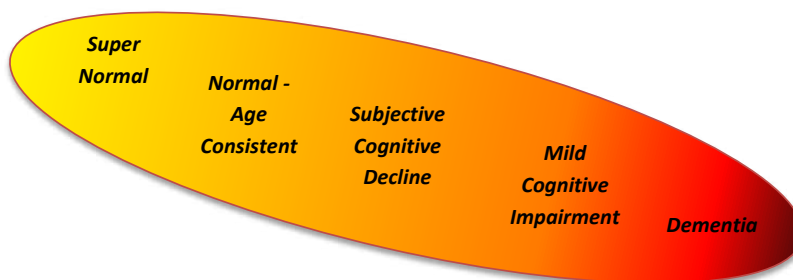 Super
Normal
Normal -
Age
Consistent
Subjective
Cognitive
Decline
Mild
Cognitive
Impairment
Dementia